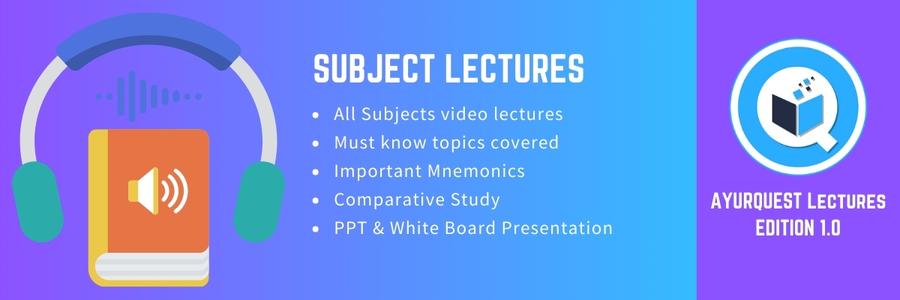 SUBJECT LECTURES
• All Subjects video lectures
• Must know topics covered
• Important Mnemonics
• Comparative Study
• PPT & White Board Presentation
AYURQUEST Lectures
EDITION 1.0